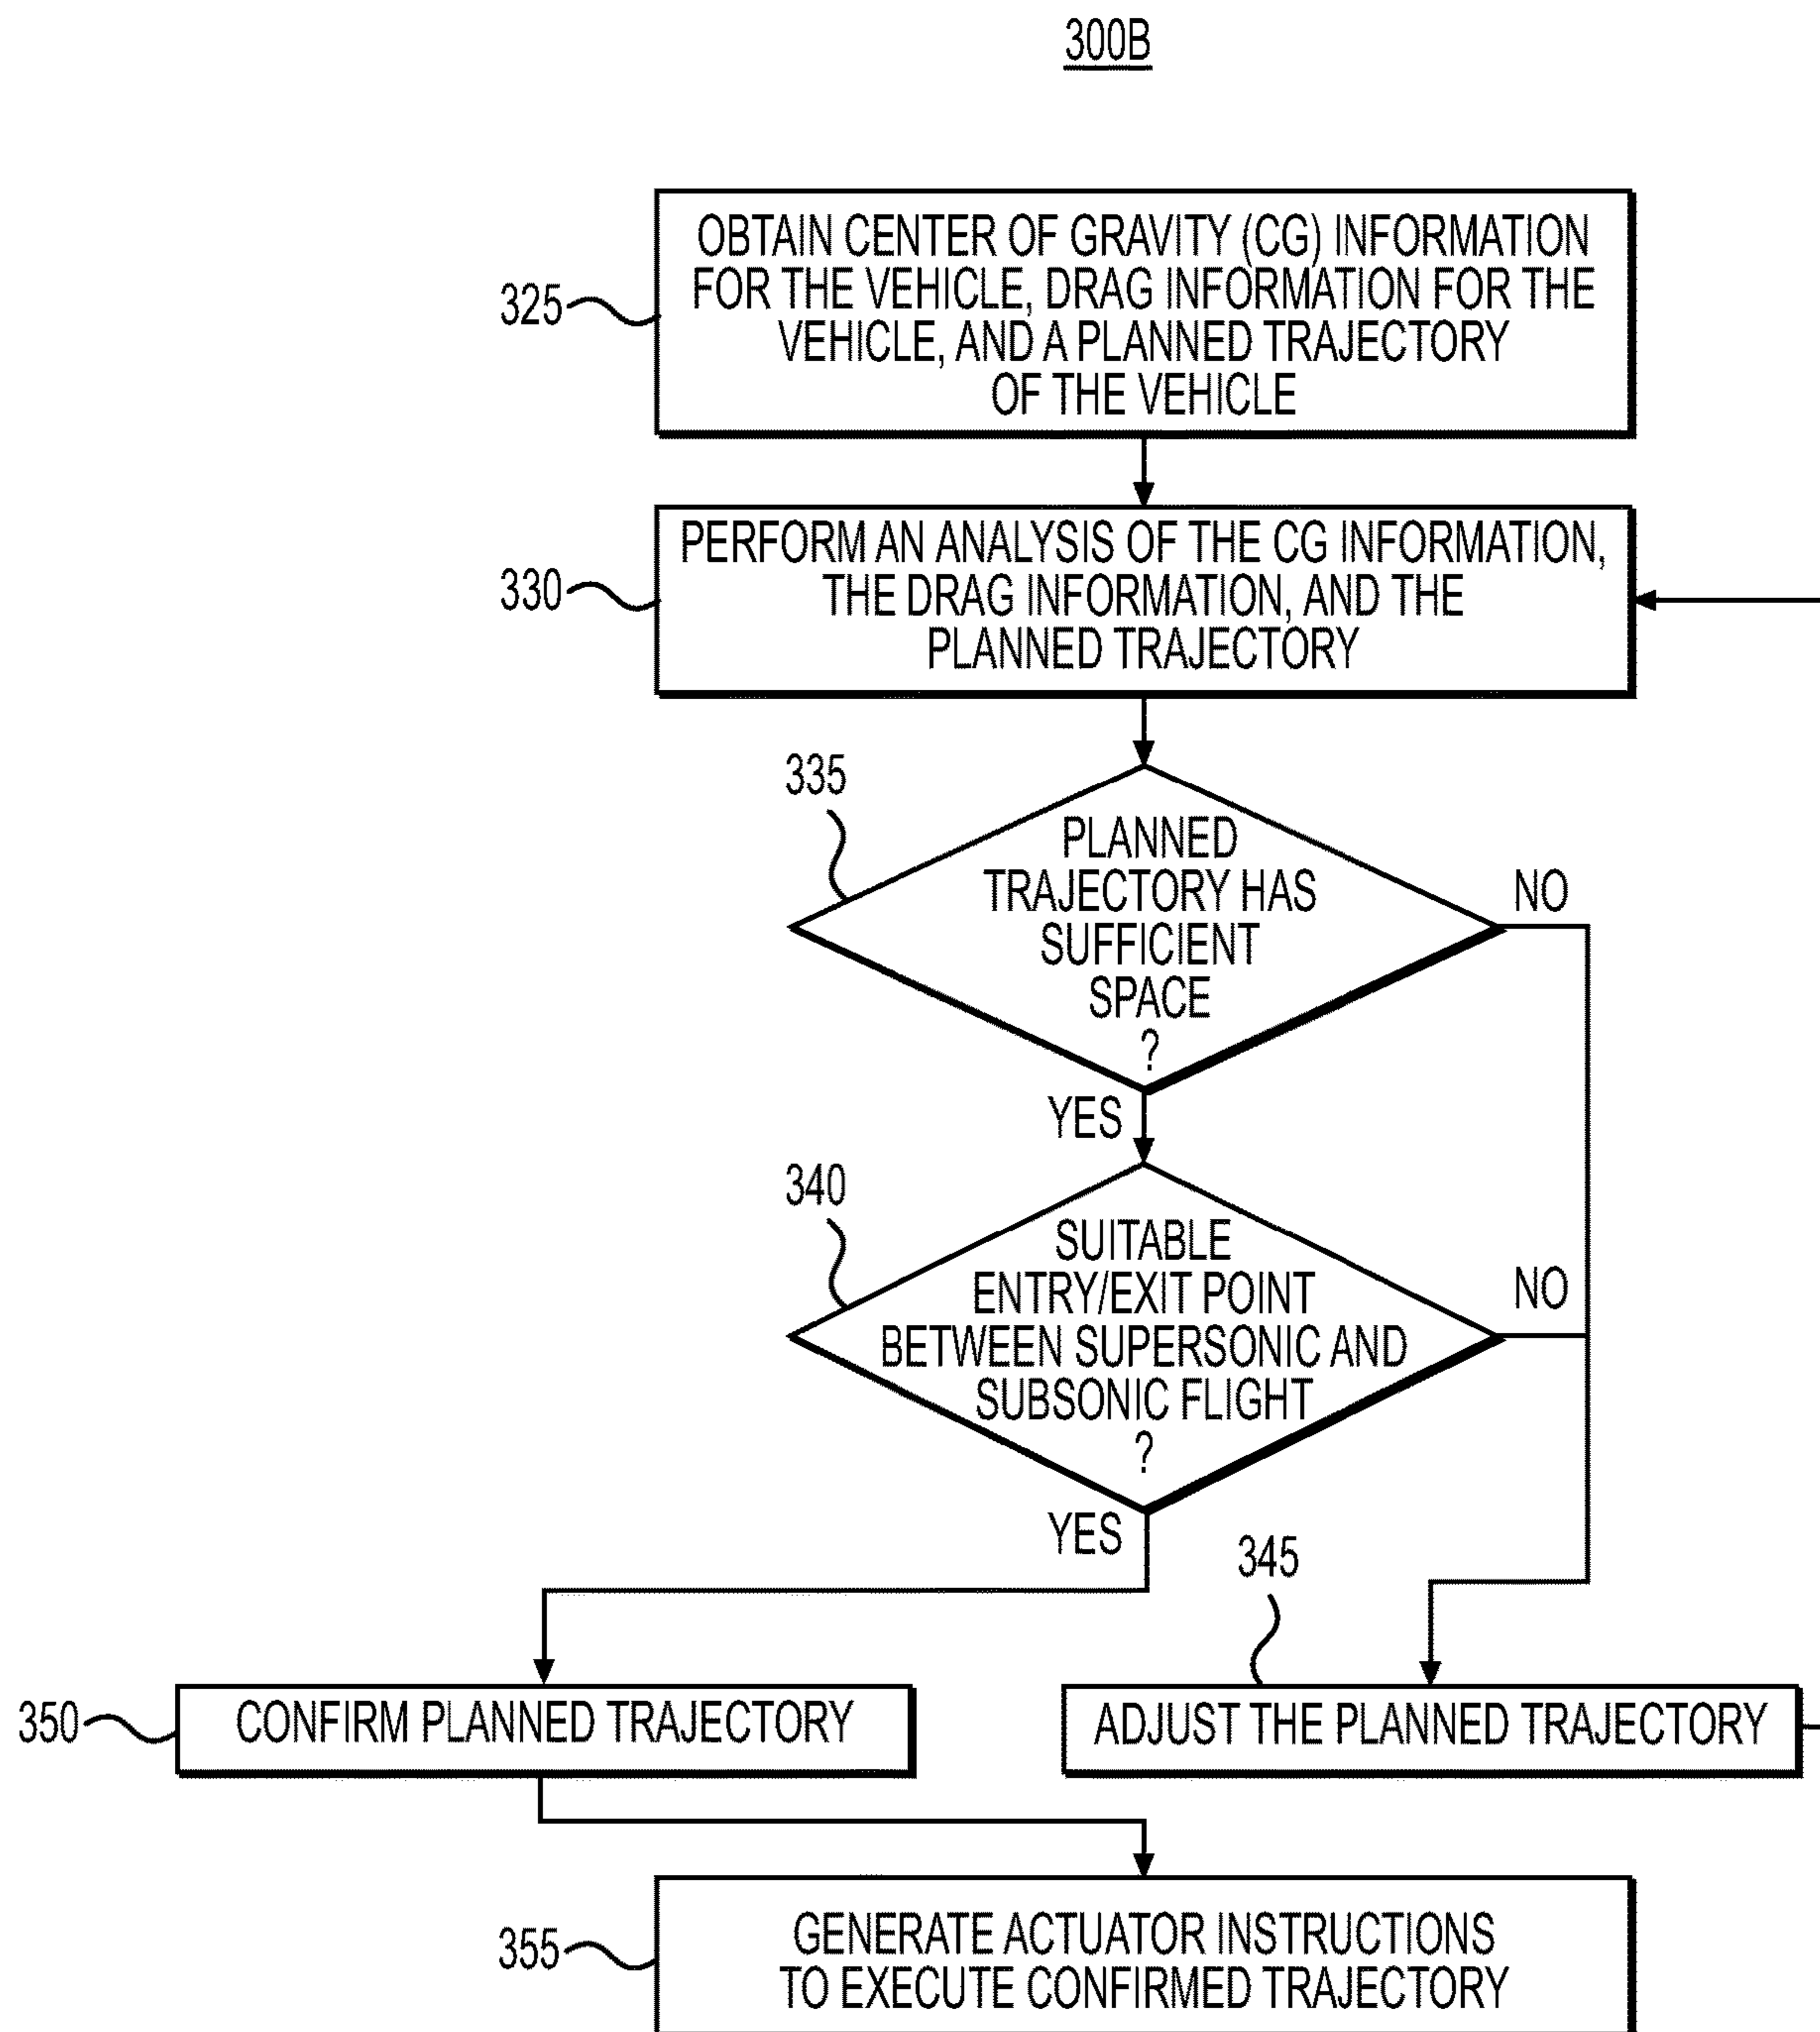 300B
325
OBTAIN CENTER OF GRAVITY (CG) INFORMATION
FOR THE VEHICLE, DRAG INFORMATION FOR THE
VEHICLE, AND A PLANNED TRAJECTORY
OF THE VEHICLE
330
PERFORM AN ANALYSIS OF THE CG INFORMATION,
THE DRAG INFORMATION, AND THE
PLANNED TRAJECTORY
335
PLANNED
TRAJECTORY HAS
SUFFICIENT
SPACE
?
NO
YES
340
SUITABLE
ENTRY/EXIT POINT
BETWEEN SUPERSONIC AND
SUBSONIC FLIGHT
?
NO
YES
345
350
CONFIRM PLANNED TRAJECTORY
ADJUST THE PLANNED TRAJECTORY
355
GENERATE ACTUATOR INSTRUCTIONS
TO EXECUTE CONFIRMED TRAJECTORY